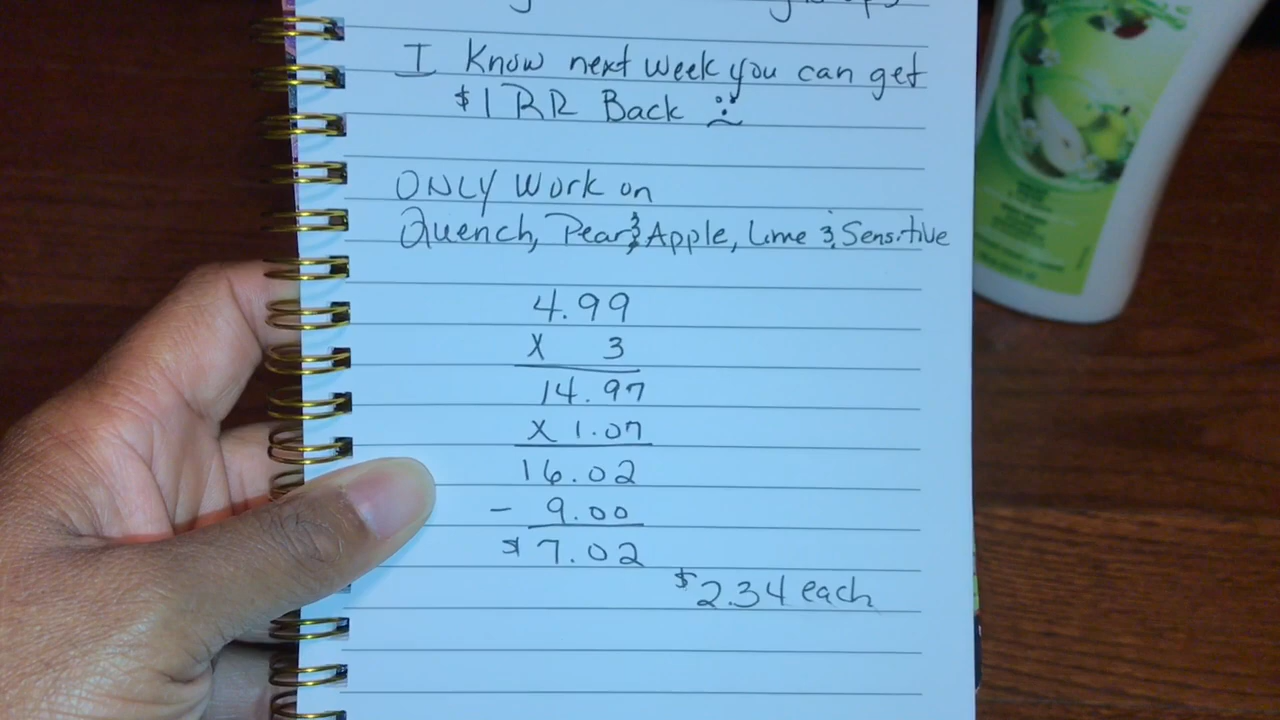 I Know next week you can get
$1 RR Back
ONLY Work on
Quench, Pear & Apple, Lime & Sensitive
4.99
X 3
14.97
X 1.07
16.02
- 9.00
$7.02
$2.34 each